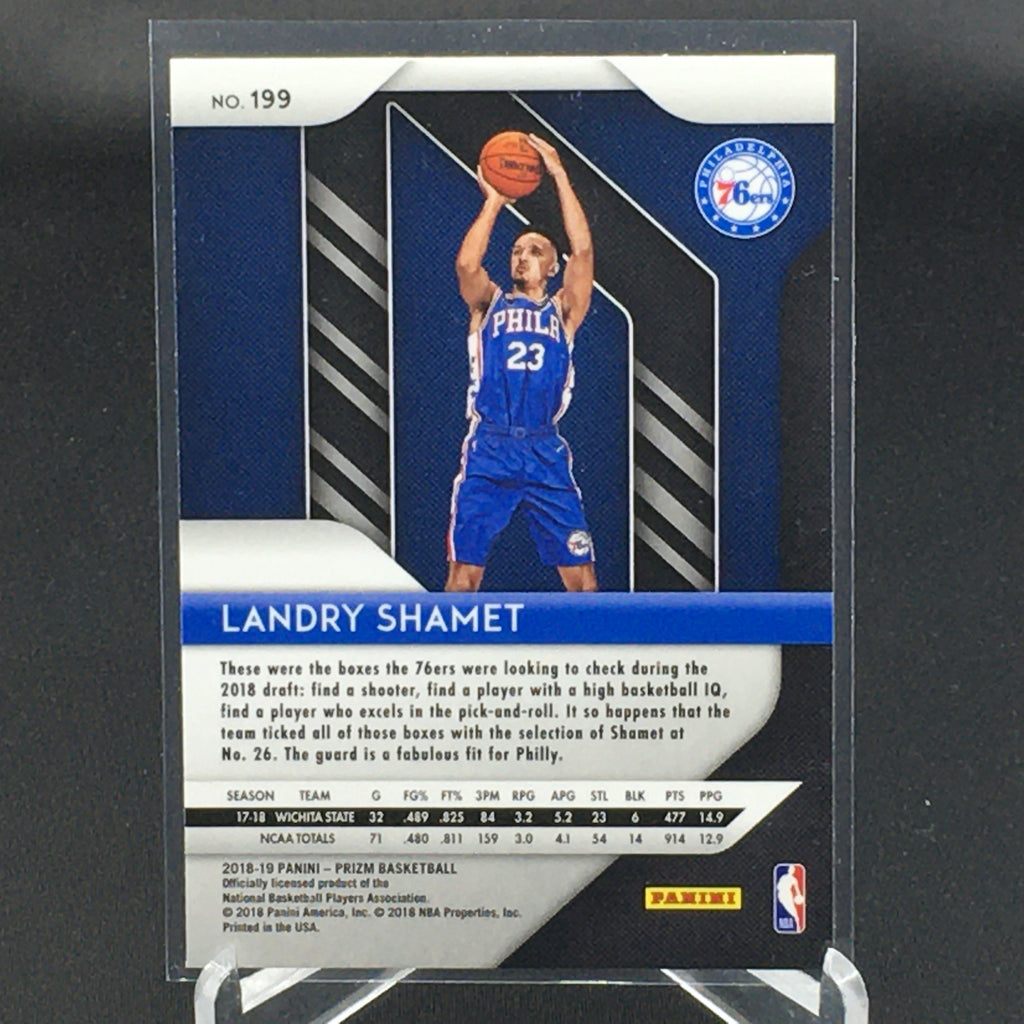 NO. 199
PHILADELPHIA
76ers
PHILA
23
LANDRY SHAMET
These were the boxes the 76ers were looking to check during the
2018 draft: find a shooter, find a player with a high basketball IQ,
find a player who excels in the pick-and-roll. It so happens that the
team ticked all of those boxes with the selection of Shamet at
No. 26. The guard is a fabulous fit for Philly.
SEASON TEAM G FG% FT% 3PM RPG APG STL BLK PTS PPG
17-18 WICHITA STATE 32 .489 .825 84 3.2 5.2 23 6 477 14.9
NCAA TOTALS 71 .480 .811 159 3.0 4.1 54 14 914 12.9
2018-19 PANINI – PRIZM BASKETBALL
Officially licensed product of the
National Basketball Players Association.
© 2018 Panini America, Inc. © 2018 NBA Properties, Inc.
Printed in the USA.
PANINI
NBA